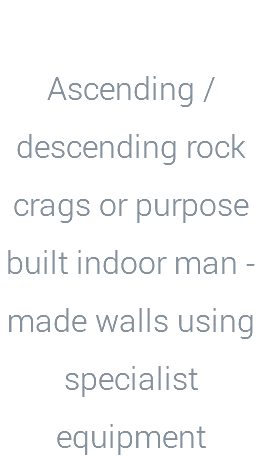 Ascending /
descending rock
crags or purpose
built indoor man -
made walls using
specialist
equipment